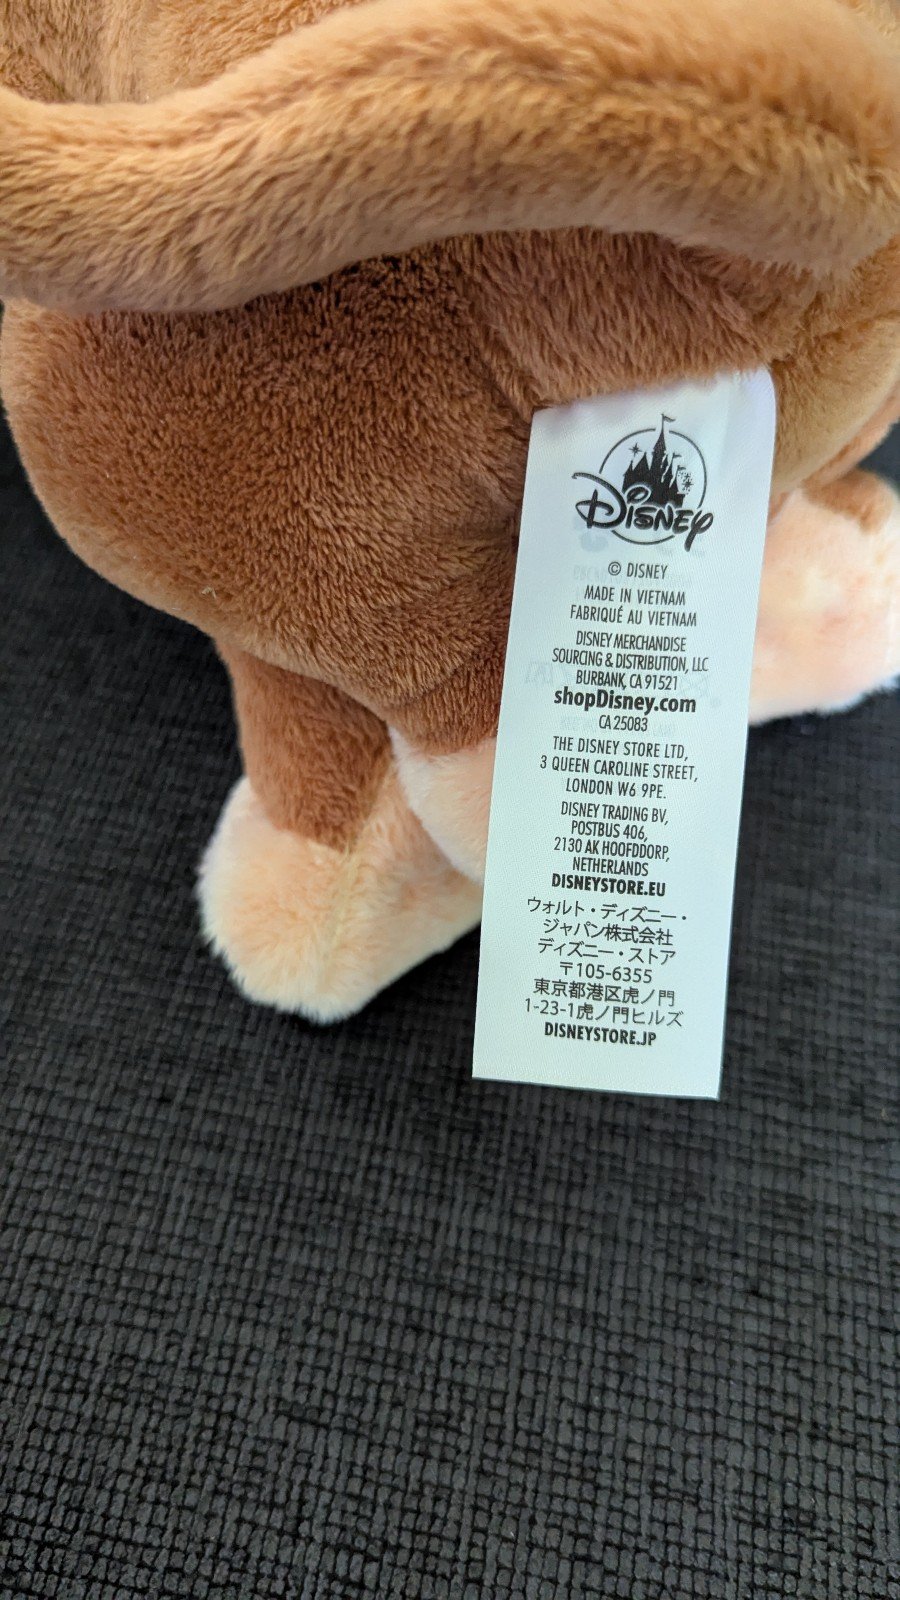 Disney
© DISNEY
MADE IN VIETNAM
FABRIQUÉ AU VIETNAM
DISNEY MERCHANDISE
SOURCING & DISTRIBUTION, LLC
BURBANK, CA 91521
shopDisney.com
CA 25083
THE DISNEY STORE LTD,
3 QUEEN CAROLINE STREET,
LONDON W6 9PE.
DISNEY TRADING BV,
POSTBUS 406,
2130 AK HOOFDDORP,
NETHERLANDS
DISNEYSTORE.EU
ウォルト・ディズニー・
ジャパン株式会社
ディズニー・ストア
〒105-6355
東京都港区虎ノ門
1-23-1虎ノ門ヒルズ
DISNEYSTORE.JP